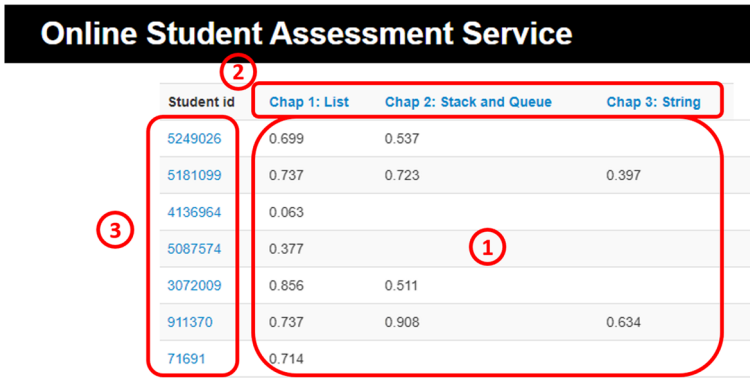 Online Student Assessment Service
2
Student id Chap 1: List Chap 2: Stack and Queue Chap 3: String
5249026 0.699 0.537
5181099 0.737 0.723 0.397
4136964 0.063
3
5087574 0.377
1
3072009 0.856 0.511
911370 0.737 0.908 0.634
71691 0.714